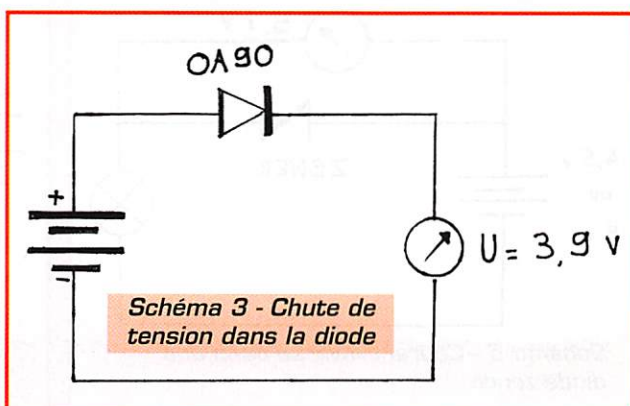 OA90
+
-
U = 3,9 v
Schéma 3 - Chute de
tension dans la diode